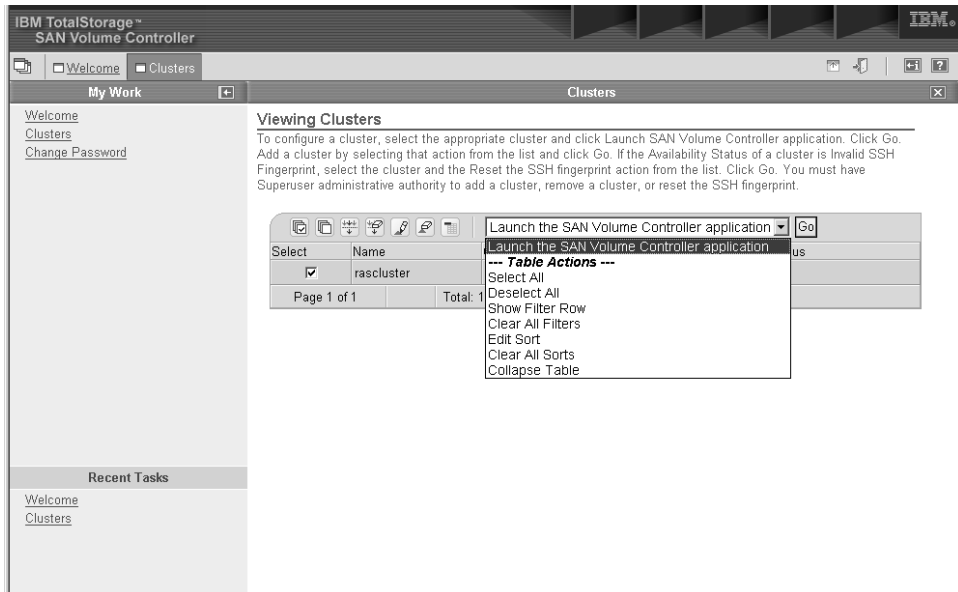 IBM TotalStorage™
SAN Volume Controller
IBM®
Welcome
Clusters
My Work
Clusters
Welcome
Clusters
Change Password
Viewing Clusters
To configure a cluster, select the appropriate cluster and click Launch SAN Volume Controller application. Click Go.
Add a cluster by selecting that action from the list and click Go. If the Availability Status of a cluster is Invalid SSH
Fingerprint, select the cluster and the Reset the SSH fingerprint action from the list. Click Go. You must have
Superuser administrative authority to add a cluster, remove a cluster, or reset the SSH fingerprint.
Launch the SAN Volume Controller application
Go
Launch the SAN Volume Controller application
--- Table Actions ---
Select All
Deselect All
Show Filter Row
Clear All Filters
Edit Sort
Clear All Sorts
Collapse Table
Select
Name
rascluster
Page 1 of 1
Total: 1
Recent Tasks
Welcome
Clusters